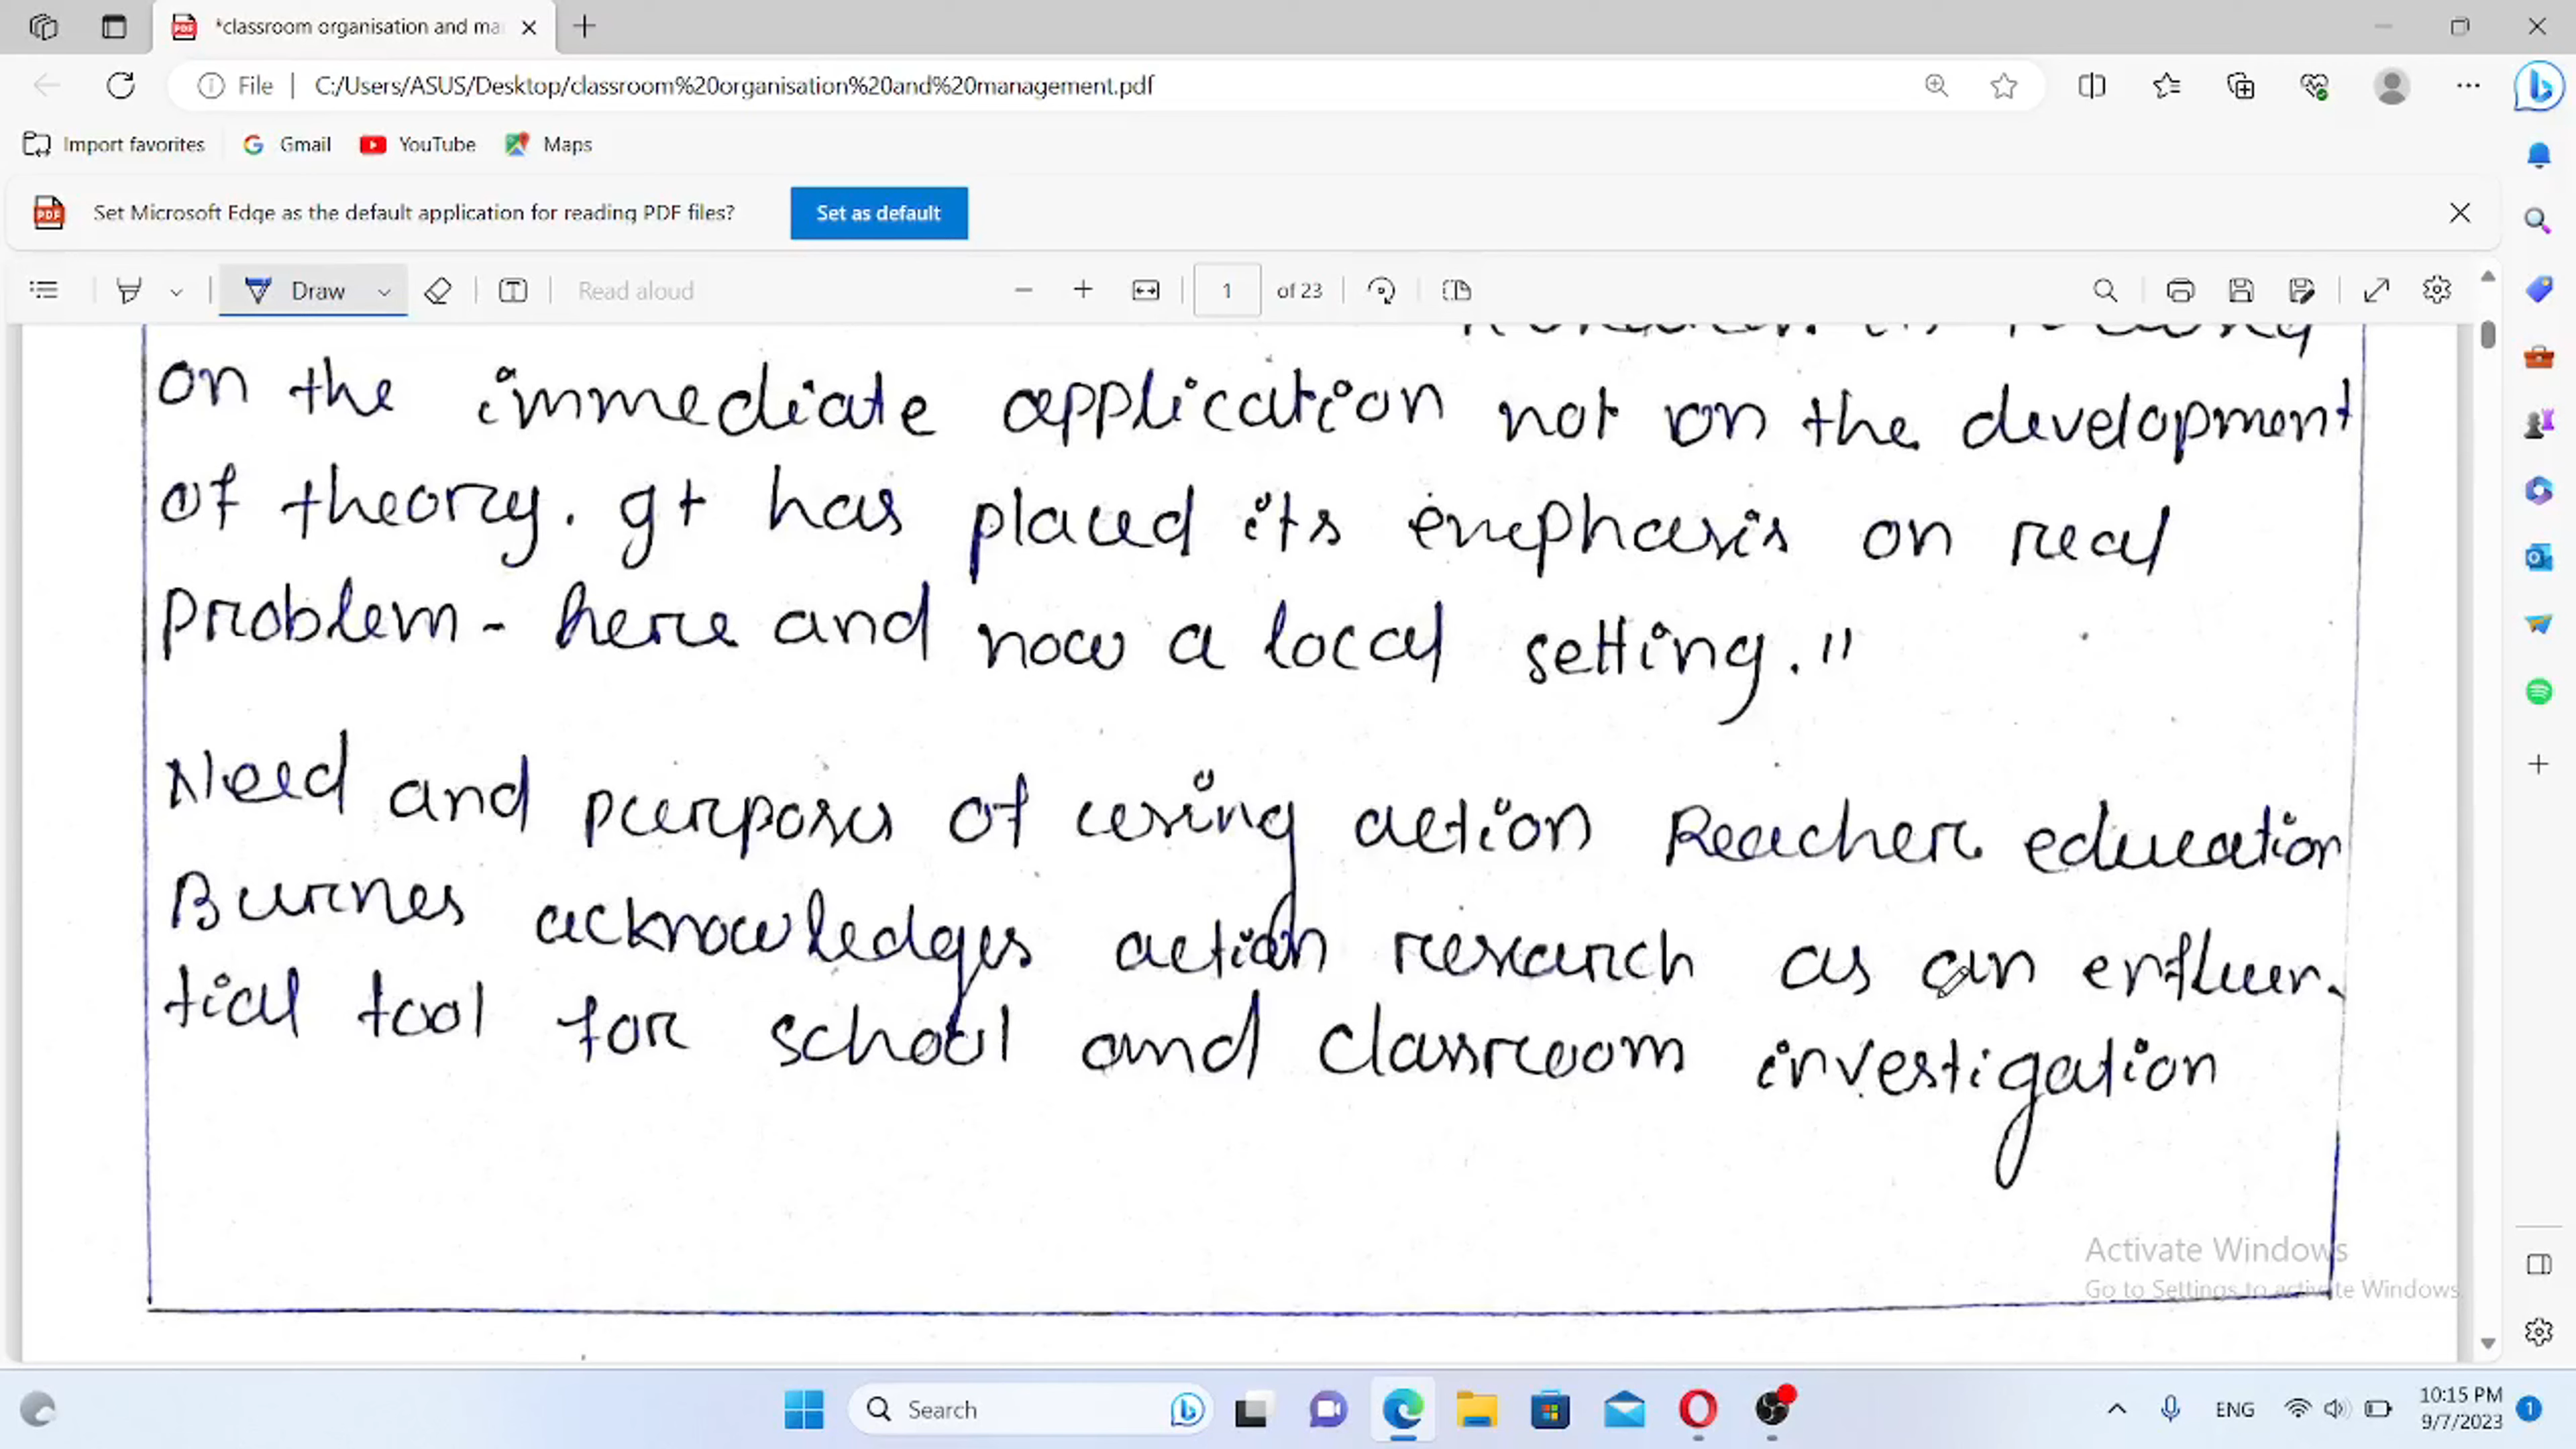 *classroom organisation and ma
File | C:/Users/ASUS/Desktop/classroom%20organisation%20and%20management.pdf
Import favorites Gmail YouTube Maps
Set Microsoft Edge as the default application for reading PDF files? Set as default
Draw Read aloud 1 of 23
on the immediate application not on the development
of theory. It has placed its emphasis on real
problem - here and now a local setting."
Need and purposes of using action Reacher education
Burnes acknowledges action research as an enfluen-
tial tool for school and classroom investigation
Activate Windows
Go to Settings to activate Windows.
Search
ENG
10:15 PM
9/7/2023
1